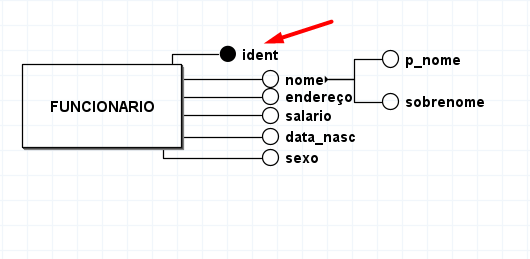 ident
nome
p_nome
sobrenome
endereço
salario
data_nasc
sexo
FUNCIONARIO